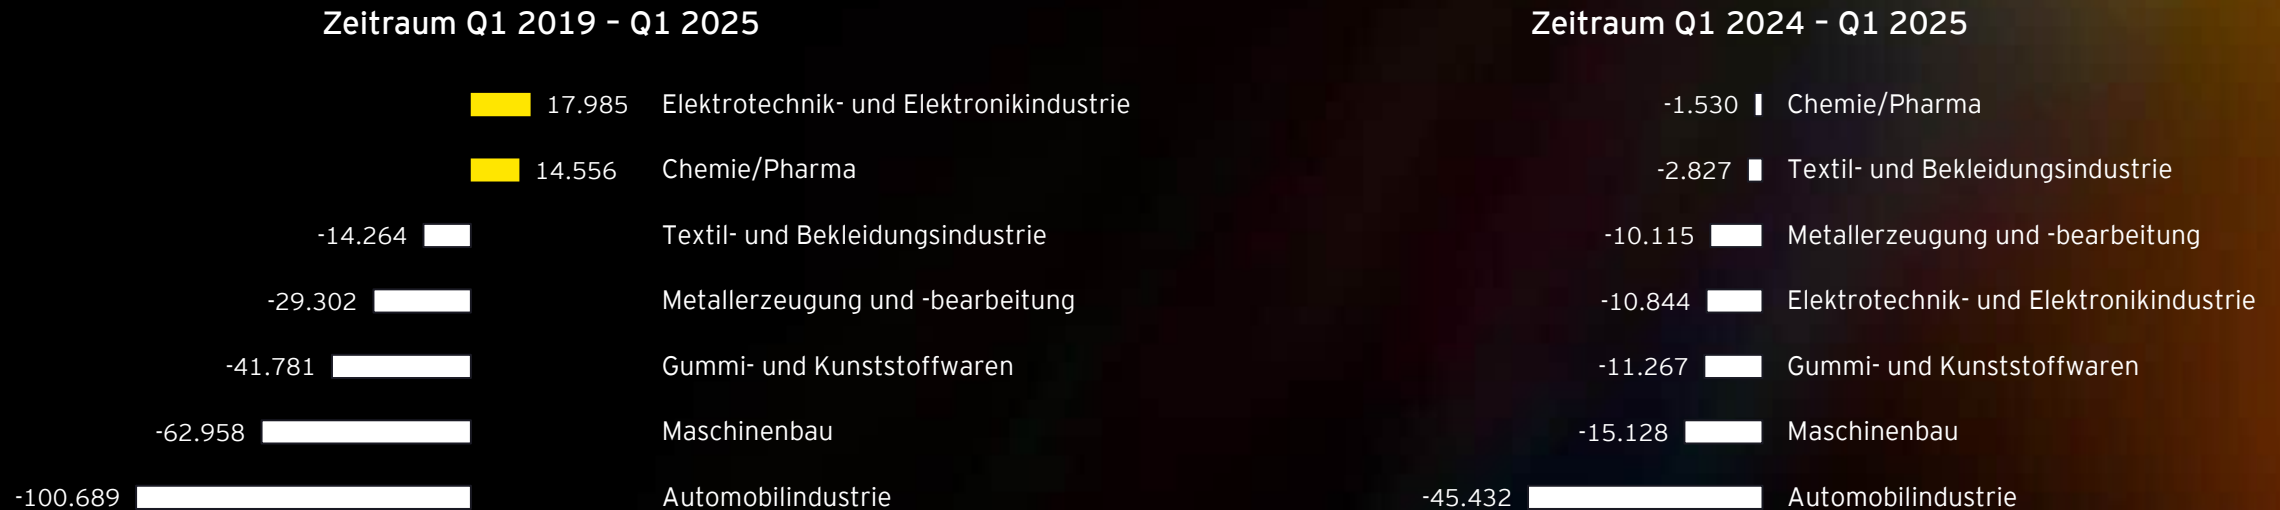 Zeitraum Q1 2019 – Q1 2025
17.985 Elektrotechnik- und Elektronikindustrie
14.556 Chemie/Pharma
-14.264 Textil- und Bekleidungsindustrie
-29.302 Metallerzeugung und -bearbeitung
-41.781 Gummi- und Kunststoffwaren
-62.958 Maschinenbau
-100.689 Automobilindustrie
Zeitraum Q1 2024 – Q1 2025
-1.530 Chemie/Pharma
-2.827 Textil- und Bekleidungsindustrie
-10.115 Metallerzeugung und -bearbeitung
-10.844 Elektrotechnik- und Elektronikindustrie
-11.267 Gummi- und Kunststoffwaren
-15.128 Maschinenbau
-45.432 Automobilindustrie